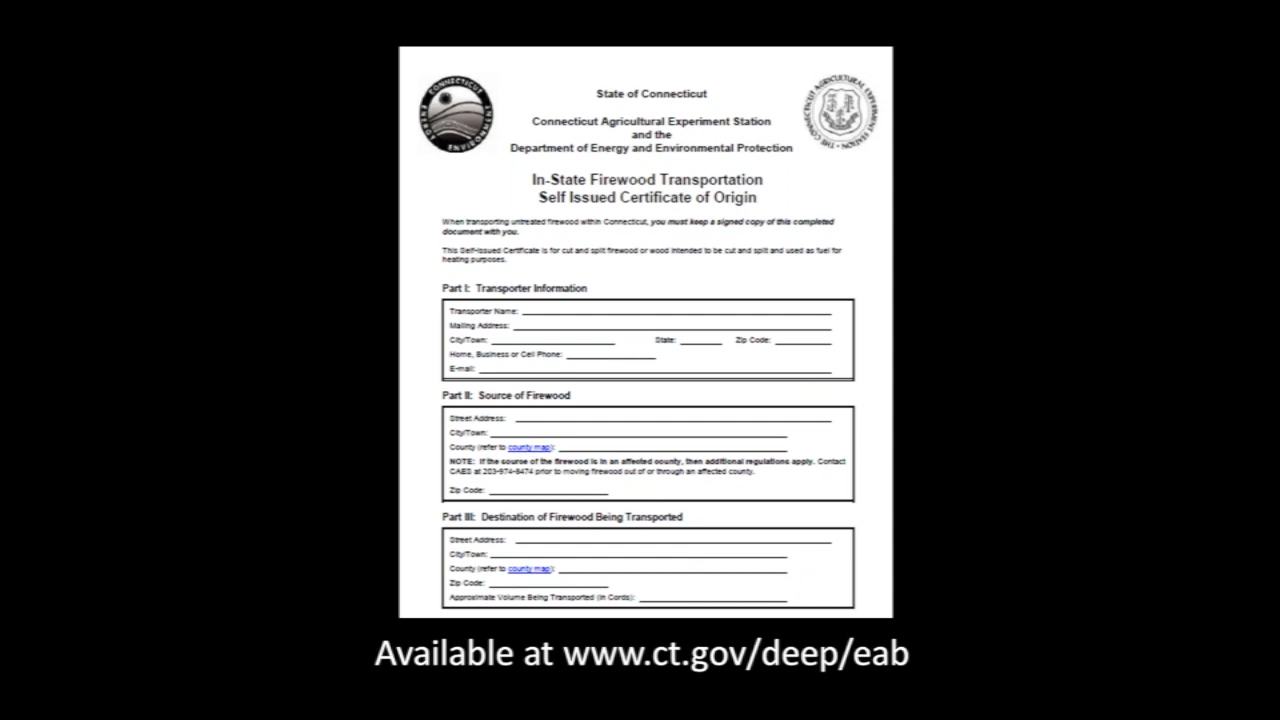 State of Connecticut
Connecticut Agricultural Experiment Station
and the
Department of Energy and Environmental Protection
In-State Firewood Transportation
Self Issued Certificate of Origin
When transporting untreated firewood within Connecticut, you must keep a signed copy of this completed
document with you.
This Self-Issued Certificate is for cut and split firewood or wood intended to be cut and split and used as fuel for
heating purposes.
Part I: Transporter Information
Transporter Name:
Mailing Address:
City/Town: State: Zip Code:
Home, Business or Cell Phone:
E-mail:
Part II: Source of Firewood
Street Address:
City/Town:
County (refer to county map):
NOTE: If the source of the firewood is in an affected county, then additional regulations apply. Contact
CAES at 203-974-8474 prior to moving firewood out of or through an affected county.
Zip Code:
Part III: Destination of Firewood Being Transported
Street Address:
City/Town:
County (refer to county map):
Zip Code:
Approximate Volume Being Transported (in Cords):
Available at www.ct.gov/deep/eab